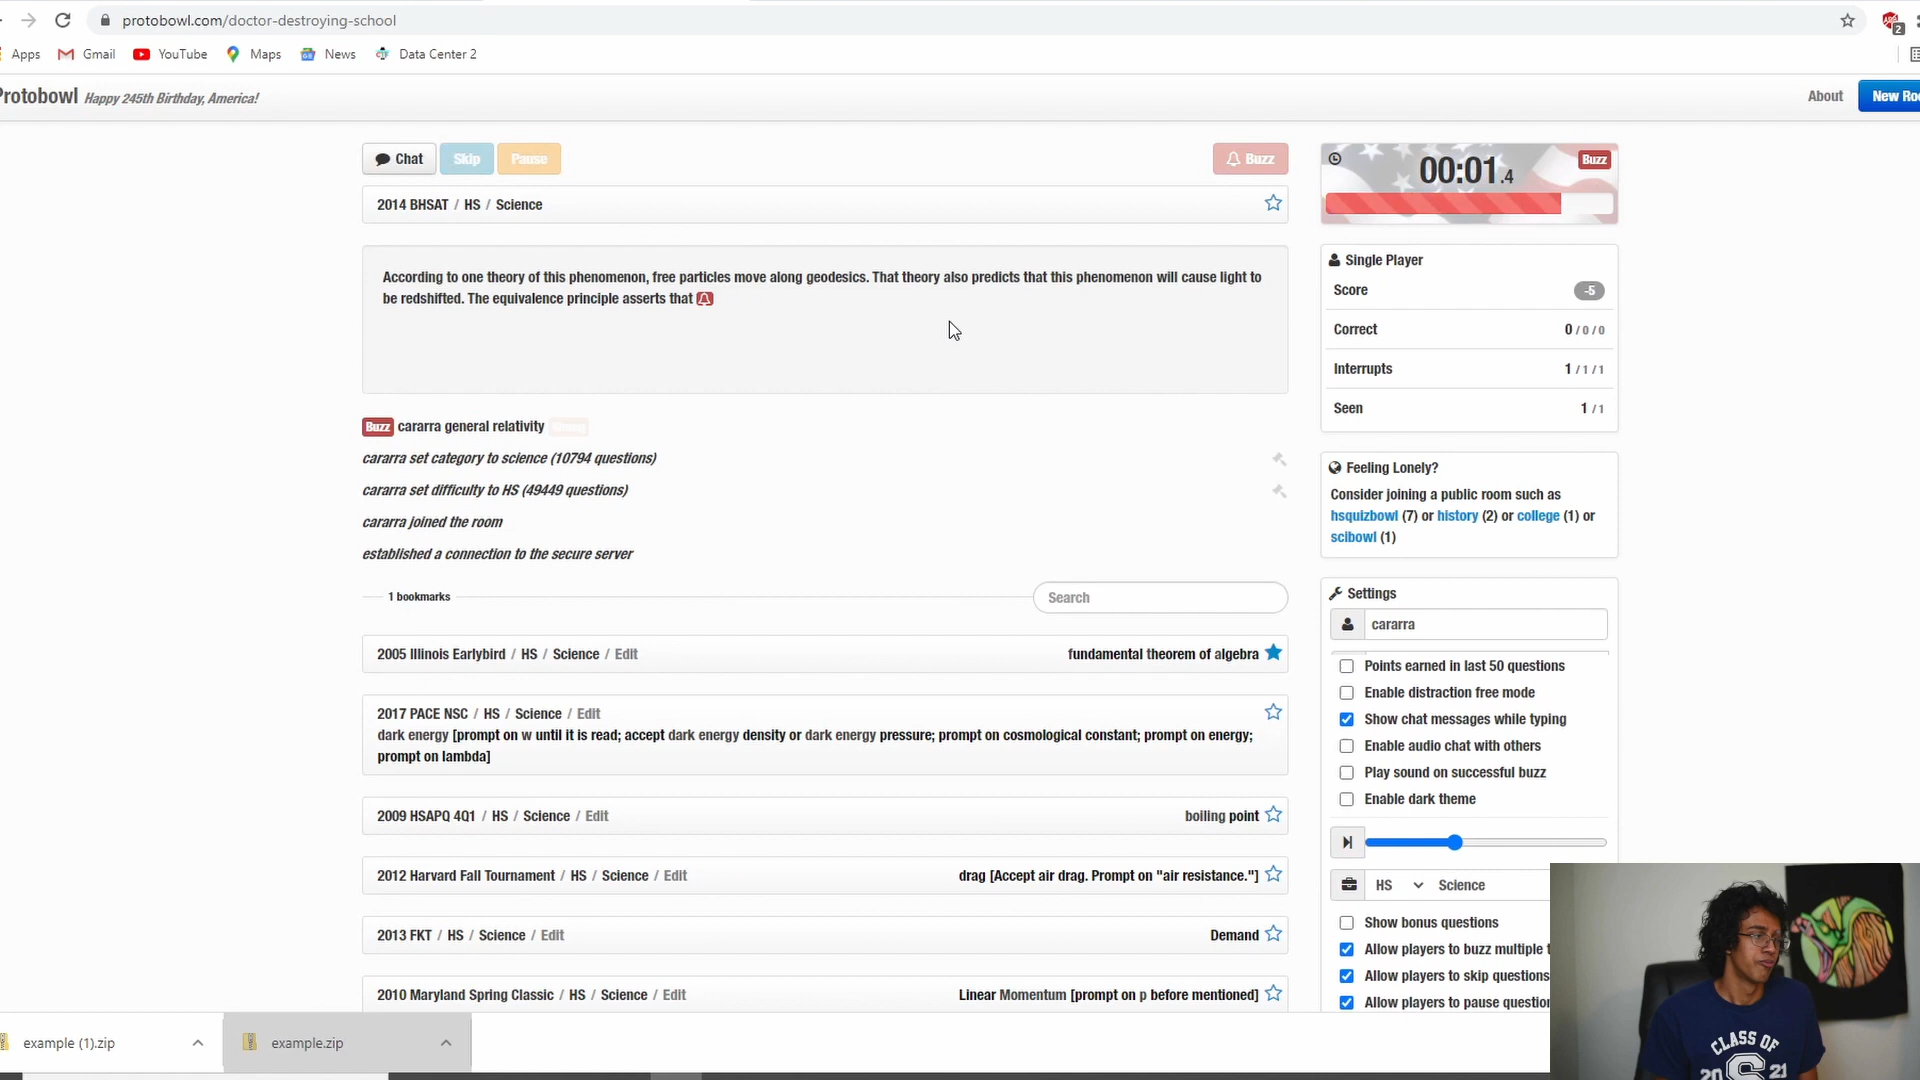 protobowl.com/doctor-destroying-school
2
Apps Gmail YouTube Maps News Data Center 2
Protobowl Happy 245th Birthday, America!
About New Ro
Chat Skip Pause Buzz
2014 BHSAT / HS / Science
According to one theory of this phenomenon, free particles move along geodesics. That theory also predicts that this phenomenon will cause light to
be redshifted. The equivalence principle asserts that
Buzz cararra general relativity
cararra set category to science (10794 questions)
cararra set difficulty to HS (49449 questions)
cararra joined the room
established a connection to the secure server
1 bookmarks
Search
2005 Illinois Earlybird / HS / Science / Edit fundamental theorem of algebra
2017 PACE NSC / HS / Science / Edit
dark energy [prompt on w until it is read; accept dark energy density or dark energy pressure; prompt on cosmological constant; prompt on energy;
prompt on lambda]
2009 HSAPQ 4Q1 / HS / Science / Edit boiling point
2012 Harvard Fall Tournament / HS / Science / Edit drag [Accept air drag. Prompt on "air resistance."]
2013 FKT / HS / Science / Edit Demand
2010 Maryland Spring Classic / HS / Science / Edit Linear Momentum [prompt on p before mentioned]
00:01.4
Buzz
Single Player
Score -5
Correct 0 / 0 / 0
Interrupts 1 / 1 / 1
Seen 1 / 1
Feeling Lonely?
Consider joining a public room such as
hsquizbowl (7) or history (2) or college (1) or
scibowl (1)
Settings
cararra
Points earned in last 50 questions
Enable distraction free mode
Show chat messages while typing
Enable audio chat with others
Play sound on successful buzz
Enable dark theme
HS Science
Show bonus questions
Allow players to buzz multiple t
Allow players to skip questions
Allow players to pause question
example (1).zip
example.zip
CLASS OF
20 S 21